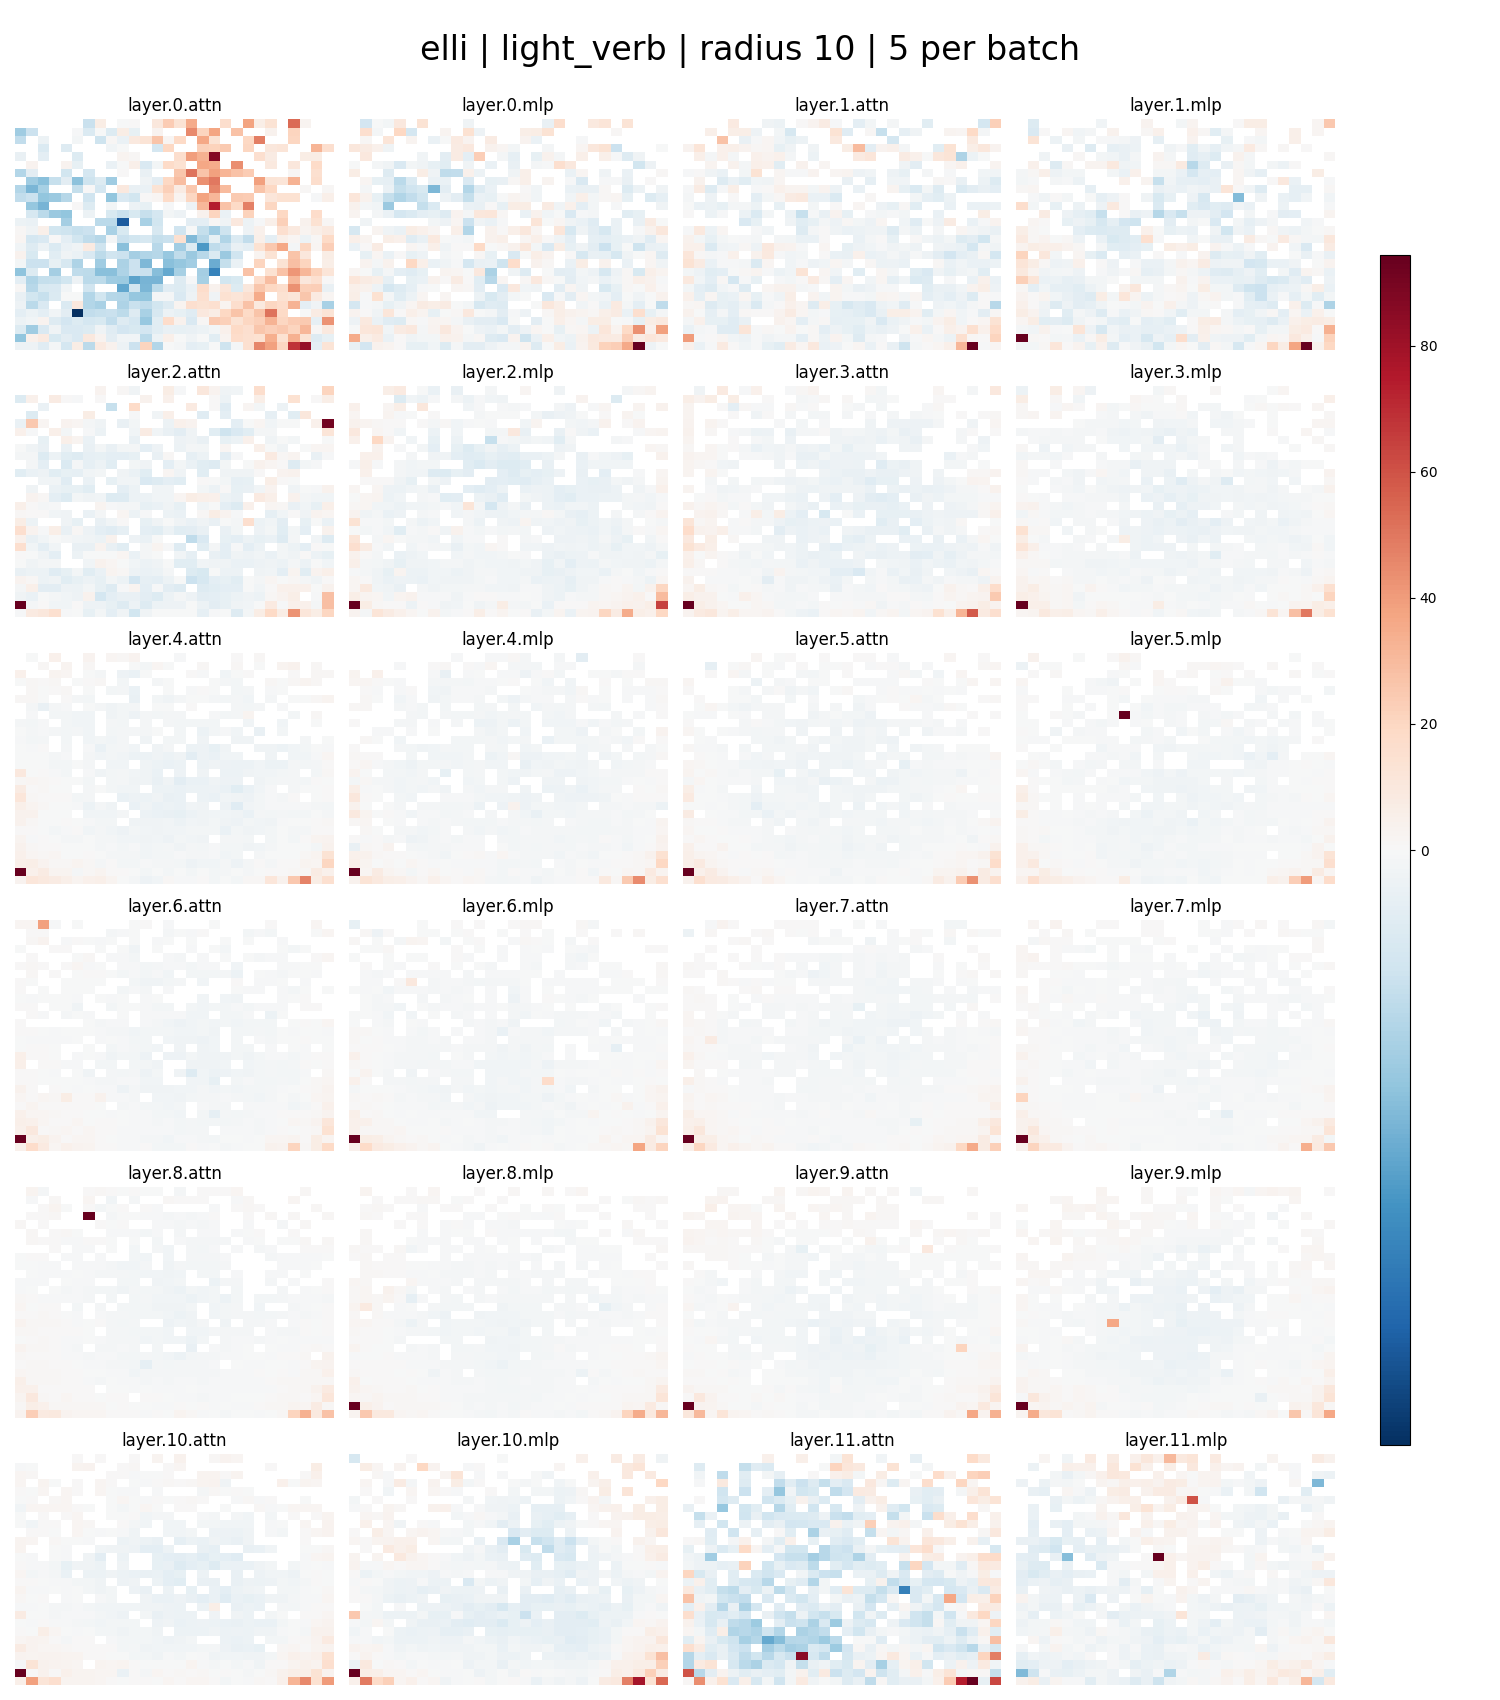 elli | light_verb | radius 10 | 5 per batch
layer.0.attn layer.0.mlp layer.1.attn layer.1.mlp
layer.2.attn layer.2.mlp layer.3.attn layer.3.mlp
layer.4.attn layer.4.mlp layer.5.attn layer.5.mlp
layer.6.attn layer.6.mlp layer.7.attn layer.7.mlp
layer.8.attn layer.8.mlp layer.9.attn layer.9.mlp
layer.10.attn layer.10.mlp layer.11.attn layer.11.mlp
80
60
40
20
0